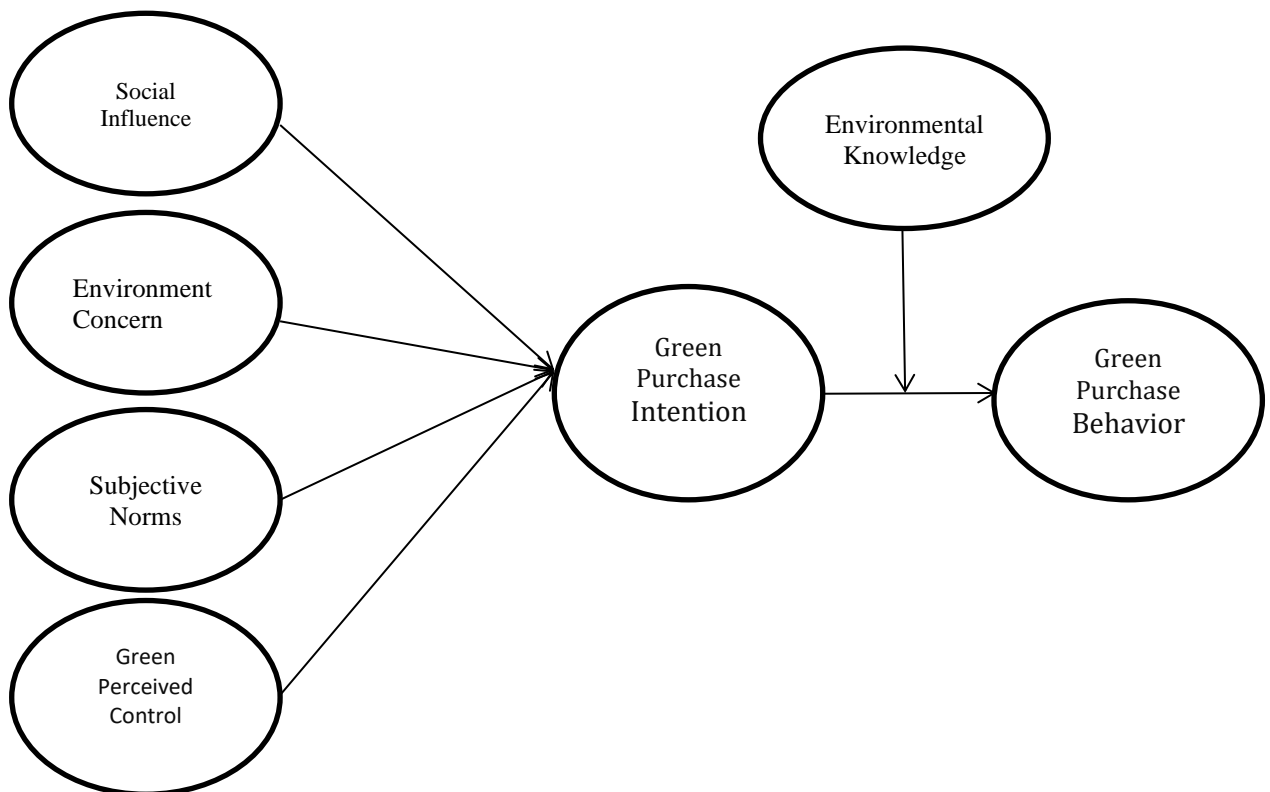 Social
Influence
Environmental
Knowledge
Environment
Concern
Green
Purchase
Intention
Green
Purchase
Behavior
Subjective
Norms
Green
Perceived
Control